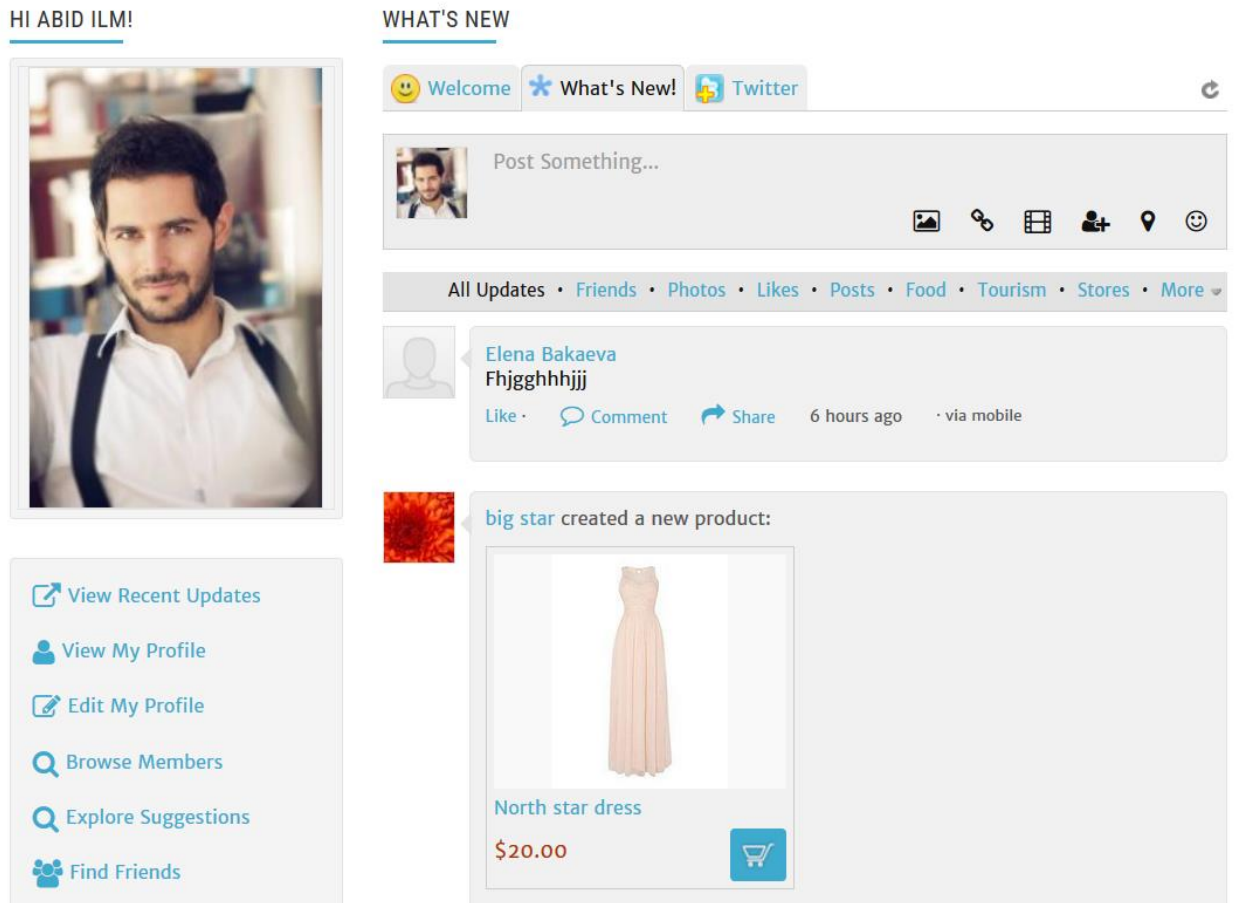 HI ABID ILM!
View Recent Updates
View My Profile
Edit My Profile
Browse Members
Explore Suggestions
Find Friends
WHAT'S NEW
Welcome What's New! Twitter
Post Something...
All Updates • Friends • Photos • Likes • Posts • Food • Tourism • Stores • More
Elena Bakaeva
Fhjgghhhjjj
Like · Comment Share 6 hours ago · via mobile
big star created a new product:
North star dress
$20.00